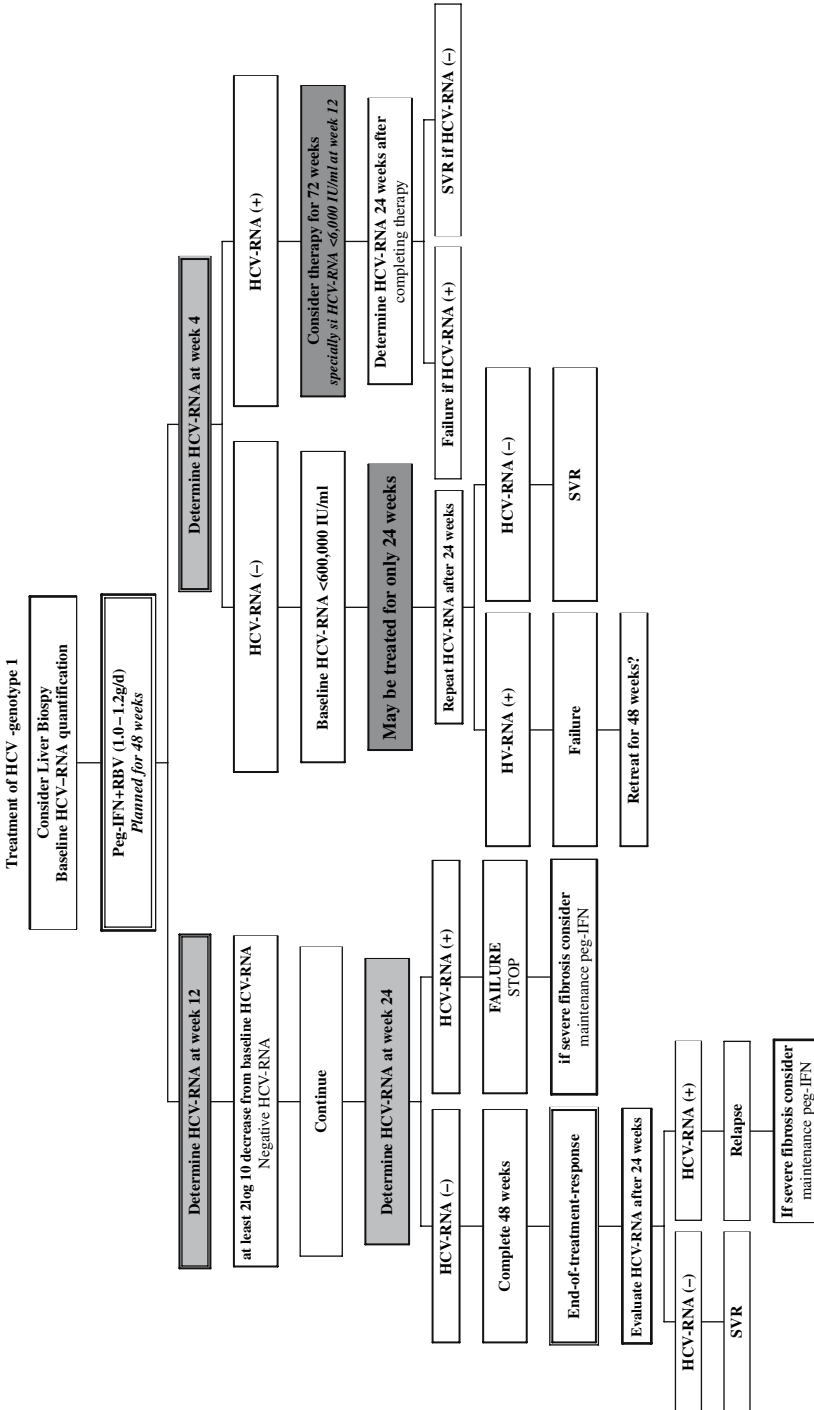 Treatment of HCV -genotype 1
Consider Liver Biospy
Baseline HCV–RNA quantification
Peg-IFN+RBV (1.0–1.2g/d)
Planned for 48 weeks
Determine HCV-RNA at week 12
at least 2log 10 decrease from baseline HCV-RNA
Negative HCV-RNA
Continue
Determine HCV-RNA at week 24
HCV-RNA (–)
Complete 48 weeks
End-of-treatment-response
Evaluate HCV-RNA after 24 weeks
HCV-RNA (–)
SVR
HCV-RNA (+)
Relapse
If severe fibrosis consider
maintenance peg-IFN
HCV-RNA (+)
FAILURE
STOP
if severe fibrosis consider
maintenance peg-IFN
Determine HCV-RNA at week 4
HCV-RNA (–)
Baseline HCV-RNA <600,000 IU/ml
May be treated for only 24 weeks
Repeat HCV-RNA after 24 weeks
HV-RNA (+)
Failure
Retreat for 48 weeks?
HCV-RNA (–)
SVR
HCV-RNA (+)
Consider therapy for 72 weeks
specially si HCV-RNA <6,000 IU/ml at week 12
Determine HCV-RNA 24 weeks after
completing therapy
Failure if HCV-RNA (+)
SVR if HCV-RNA (–)